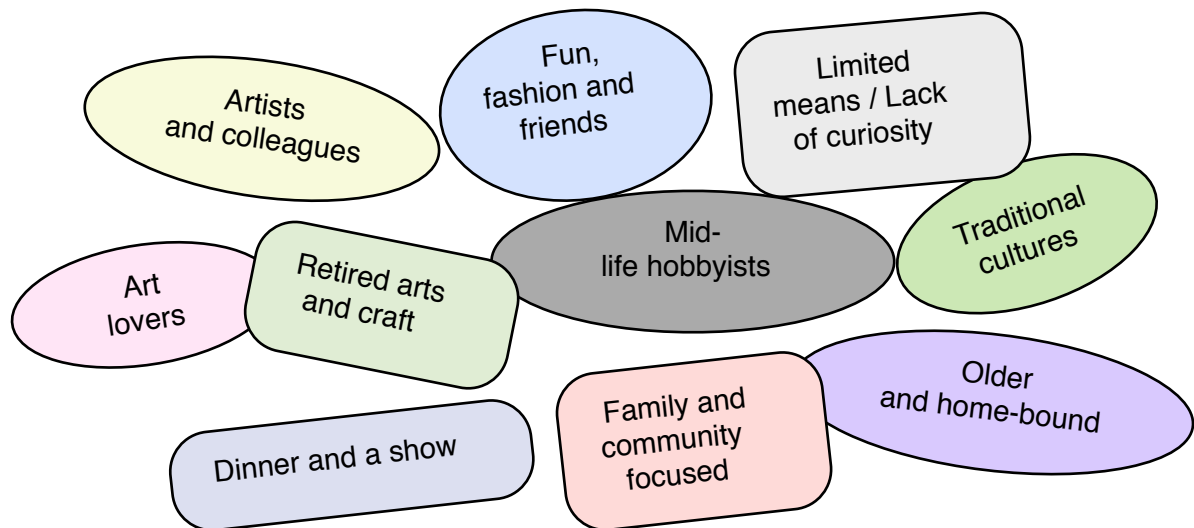 Artists
and colleagues
Fun,
fashion and
friends
Limited
means / Lack
of curiosity
Traditional
cultures
Mid-
life hobbyists
Retired arts
and craft
Art
lovers
Older
and home-bound
Family and
community
focused
Dinner and a show